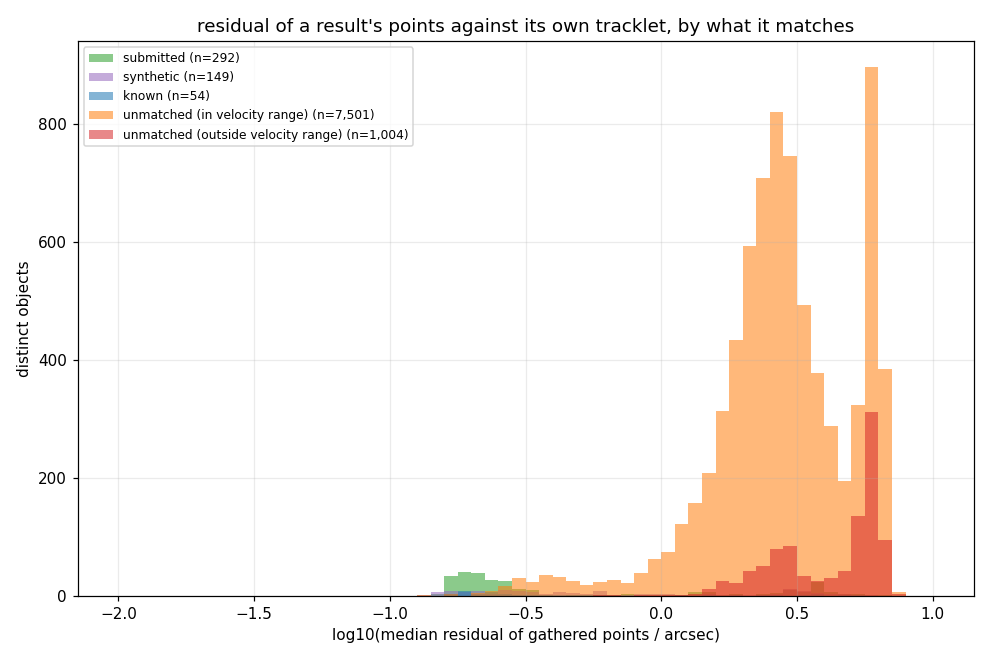 residual of a result's points against its own tracklet, by what it matches
submitted (n=292)
synthetic (n=149)
known (n=54)
unmatched (in velocity range) (n=7,501)
unmatched (outside velocity range) (n=1,004)
distinct objects
800
600
400
200
0
−2.0 −1.5 −1.0 −0.5 0.0 0.5 1.0
log10(median residual of gathered points / arcsec)